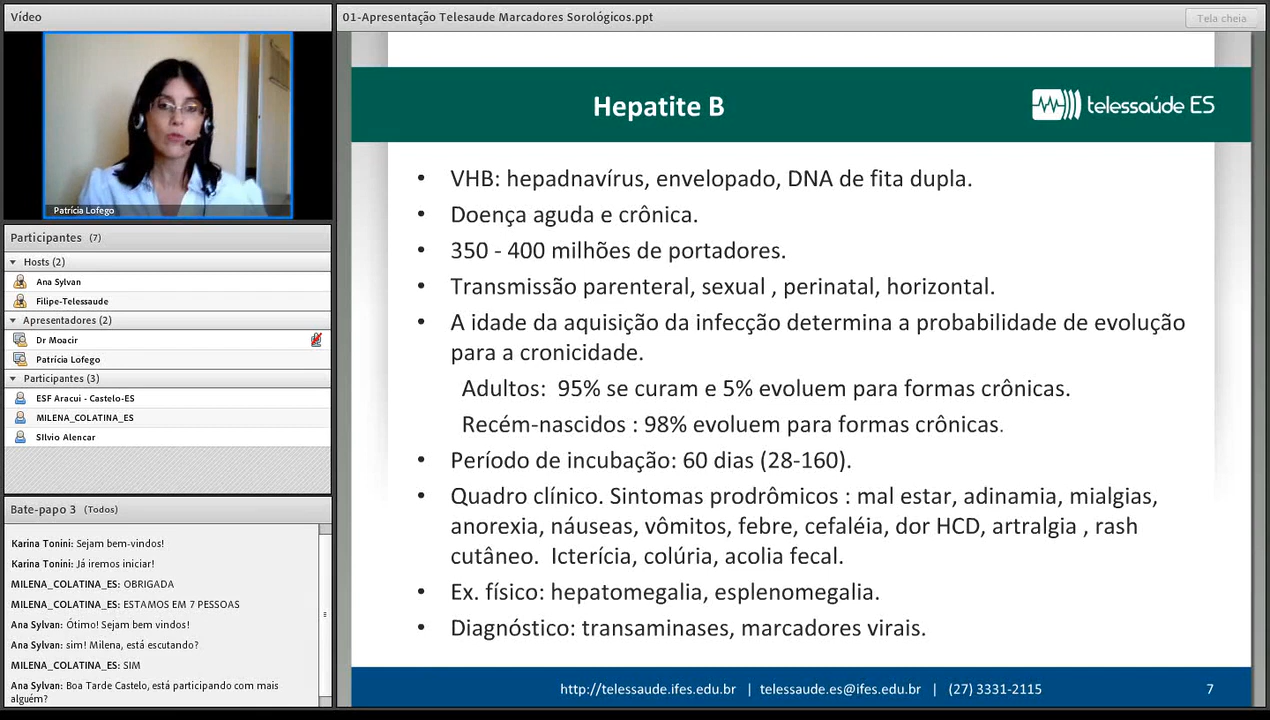 Vídeo
Patrícia Lofego
Participantes (7)
Hosts (2)
Ana Sylvan
Filipe-Telessaude
Apresentadores (2)
Dr Moacir
Patrícia Lofego
Participantes (3)
ESF Aracui - Castelo-ES
MILENA_COLATINA_ES
SIlvio Alencar
Bate-papo 3 (Todos)
Karina Tonini: Sejam bem-vindos!
Karina Tonini: Já iremos iniciar!
MILENA_COLATINA_ES: OBRIGADA
MILENA_COLATINA_ES: ESTAMOS EM 7 PESSOAS
Ana Sylvan: Ótimo! Sejam bem vindos!
Ana Sylvan: sim! Milena, está escutando?
MILENA_COLATINA_ES: SIM
Ana Sylvan: Boa Tarde Castelo, está participando com mais
alguém?
01-Apresentação Telesaude Marcadores Sorológicos.ppt
Tela cheia
Hepatite B
telessaúde ES
• VHB: hepadnavírus, envelopado, DNA de fita dupla.
• Doença aguda e crônica.
• 350 - 400 milhões de portadores.
• Transmissão parenteral, sexual , perinatal, horizontal.
• A idade da aquisição da infecção determina a probabilidade de evolução
para a cronicidade.
Adultos: 95% se curam e 5% evoluem para formas crônicas.
Recém-nascidos : 98% evoluem para formas crônicas.
• Período de incubação: 60 dias (28-160).
• Quadro clínico. Sintomas prodrômicos : mal estar, adinamia, mialgias,
anorexia, náuseas, vômitos, febre, cefaléia, dor HCD, artralgia , rash
cutâneo. Icterícia, colúria, acolia fecal.
• Ex. físico: hepatomegalia, esplenomegalia.
• Diagnóstico: transaminases, marcadores virais.
http://telessaude.ifes.edu.br | telessaude.es@ifes.edu.br | (27) 3331-2115
7